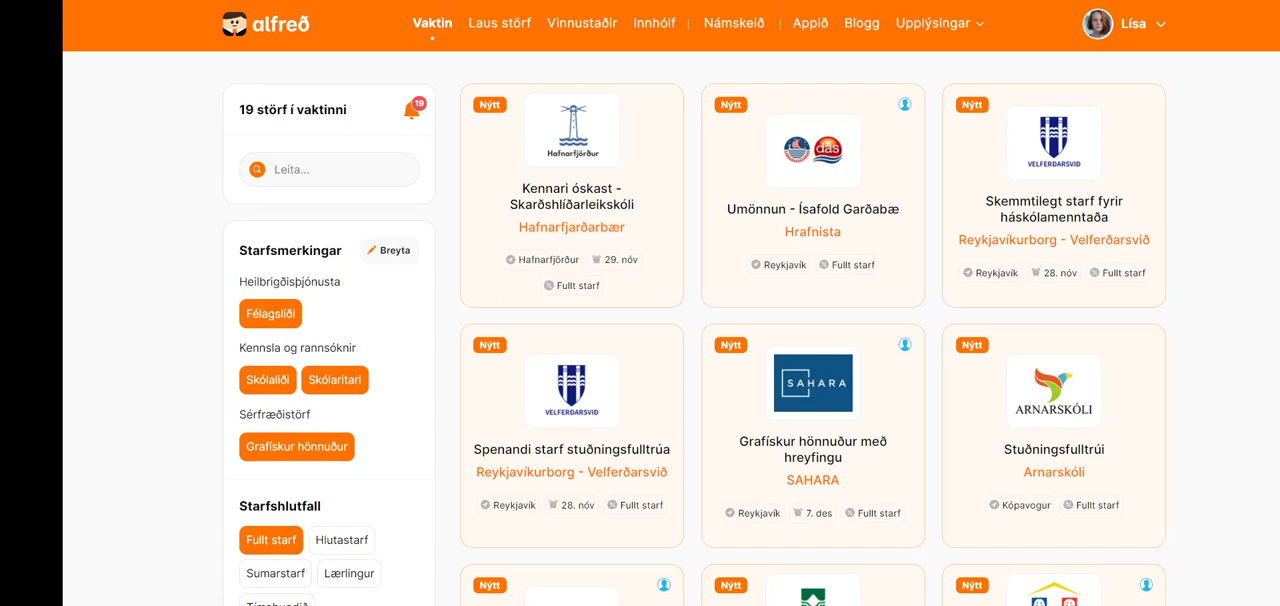 alfreð
Vaktin
Laus störf
Vinnustaðir
Innhólf
Námskeið
Appið
Blogg
Upplýsingar
Lísa
19 störf í vaktinni
19
Leita...
Starfsmerkingar
Breyta
Heilbrigðisþjónusta
Félagsliði
Kennsla og rannsóknir
Skólaliði
Skólaritari
Sérfræðistörf
Grafískur hönnuður
Starfshlutfall
Fullt starf
Hlutastarf
Sumarstarf
Lærlingur
Tímabundið
Nýtt
Hafnarfjörður
Kennari óskast -
Skarðshlíðarleikskóli
Hafnarfjarðarbær
Hafnarfjörður
29. nóv
Fullt starf
Nýtt
das
Umönnun - Ísafold Garðabæ
Hrafnista
Reykjavík
Fullt starf
Nýtt
VELFERÐARSVIÐ
Skemmtilegt starf fyrir
háskólamenntaða
Reykjavíkurborg - Velferðarsvið
Reykjavík
28. nóv
Fullt starf
Nýtt
VELFERÐARSVIÐ
Spenandi starf stuðningsfulltrúa
Reykjavíkurborg - Velferðarsvið
Reykjavík
28. nóv
Fullt starf
Nýtt
SAHARA
Grafískur hönnuður með
hreyfingu
SAHARA
Reykjavík
7. des
Fullt starf
Nýtt
ARNARSKÓLI
Stuðningsfulltrúi
Arnarskóli
Kópavogur
Fullt starf
Nýtt
Nýtt
Nýtt